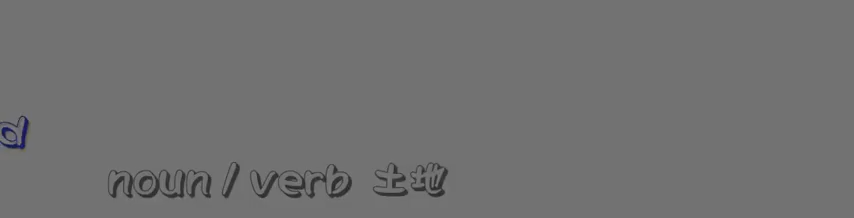 d
noun / verb 土地